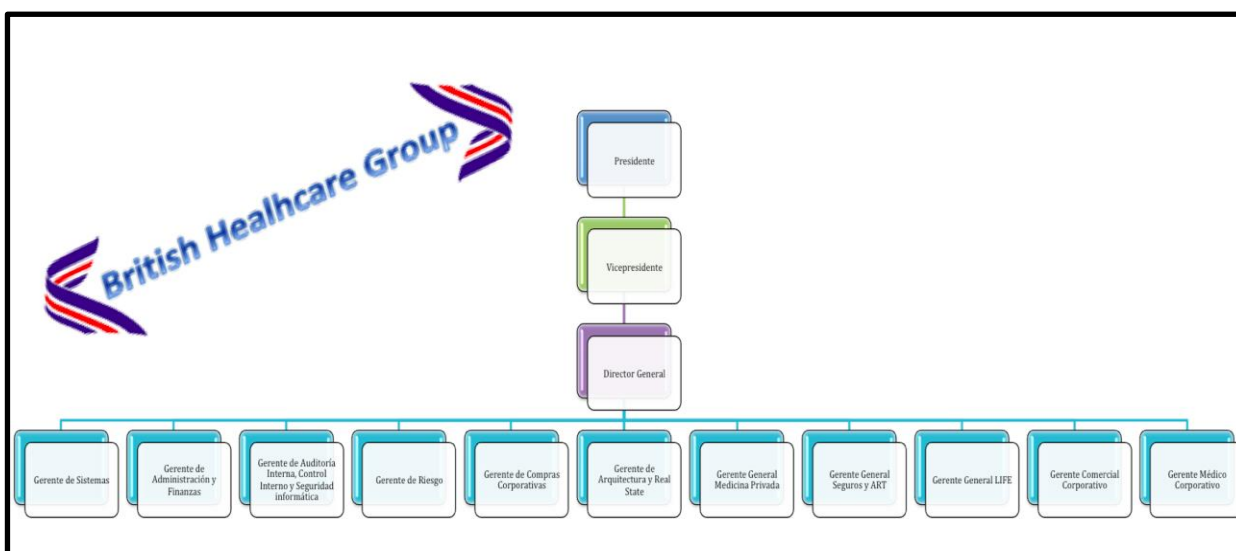 British Healhcare Group
Presidente
Vicepresidente
Director General
Gerente de Sistemas
Gerente de
Administración y
Finanzas
Gerente de Auditoría
Interna, Control
Interno y Seguridad
informática
Gerente de Riesgo
Gerente de Compras
Corporativas
Gerente de
Arquitectura y Real
State
Gerente General
Medicina Privada
Gerente General
Seguros y ART
Gerente General LIFE
Gerente Comercial
Corporativo
Gerente Médico
Corporativo